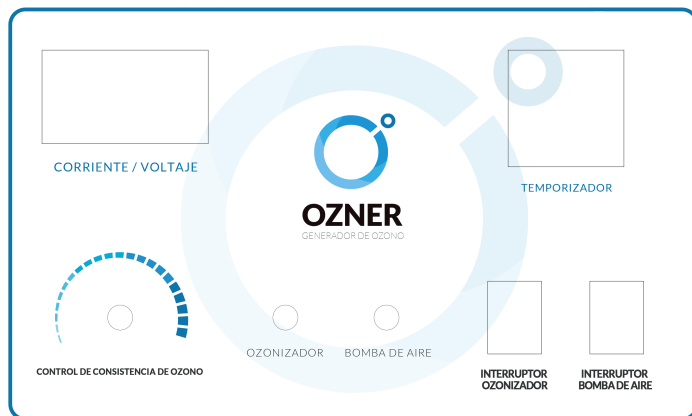 CORRIENTE / VOLTAJE
OZNER
GENERADOR DE OZONO
TEMPORIZADOR
CONTROL DE CONSISTENCIA DE OZONO
OZONIZADOR
BOMBA DE AIRE
INTERRUPTOR
OZONIZADOR
INTERRUPTOR
BOMBA DE AIRE